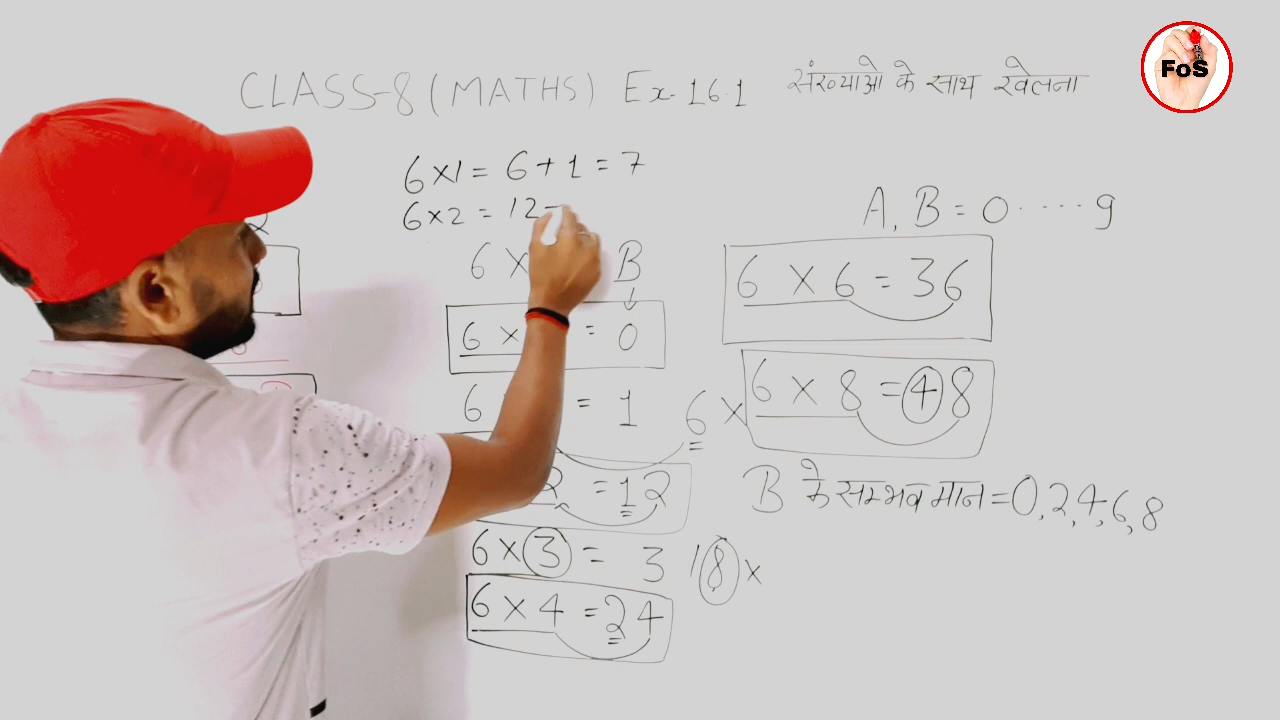 CLASS-8 (MATHS) Ex. 16.1 संख्याओ के साथ खेलना
FoS
6×1 = 6+1 = 7
6×2 = 12
A, B = 0 ····· 9
6 × B
6 × = 0
6 = 1 6 ×
2 = 12
6 × 3 = 3 18 ×
6 × 4 = 24
6 × 6 = 36
6 × 8 = 48
B के सम्भव मान = 0, 2, 4, 6, 8